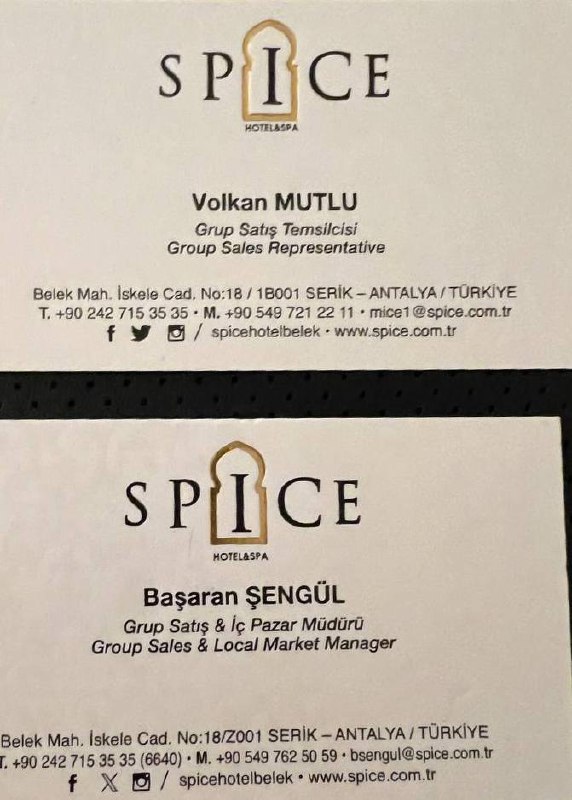 SPICE
HOTEL&SPA
Volkan MUTLU
Grup Satış Temsilcisi
Group Sales Representative
Belek Mah. İskele Cad. No:18 / 1B001 SERİK – ANTALYA / TÜRKİYE
T. +90 242 715 35 35 • M. +90 549 721 22 11 • mice1@spice.com.tr
/ spicehotelbelek • www.spice.com.tr
SPICE
HOTEL&SPA
Başaran ŞENGÜL
Grup Satış & İç Pazar Müdürü
Group Sales & Local Market Manager
Belek Mah. İskele Cad. No:18/Z001 SERİK – ANTALYA / TÜRKİYE
T. +90 242 715 35 35 (6640) • M. +90 549 762 50 59 • bsengul@spice.com.tr
/ spicehotelbelek • www.spice.com.tr